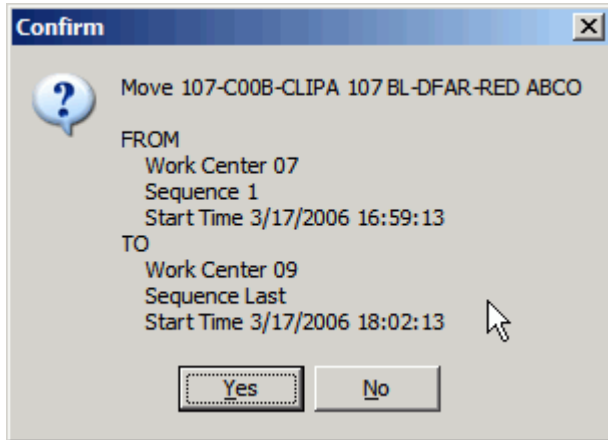 Confirm
Move 107-C00B-CLIPA 107 BL-DFAR-RED ABCO
FROM
Work Center 07
Sequence 1
Start Time 3/17/2006 16:59:13
TO
Work Center 09
Sequence Last
Start Time 3/17/2006 18:02:13
Yes No